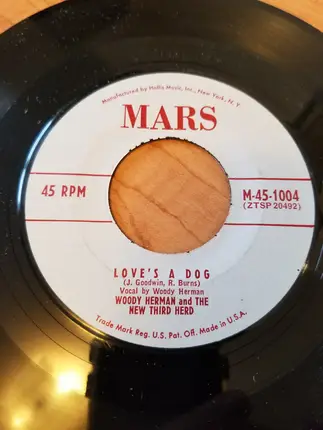 Manufactured by Hollis Music, Inc., New York, N. Y.
MARS
45 RPM
M-45-1004
(ZTSP 20492)
LOVE'S A DOG
(J. Goodwin, R. Burns)
Vocal by Woody Herman
WOODY HERMAN and THE
NEW THIRD HERD
Trade Mark Reg. U.S. Pat. Off. Made in U.S.A.